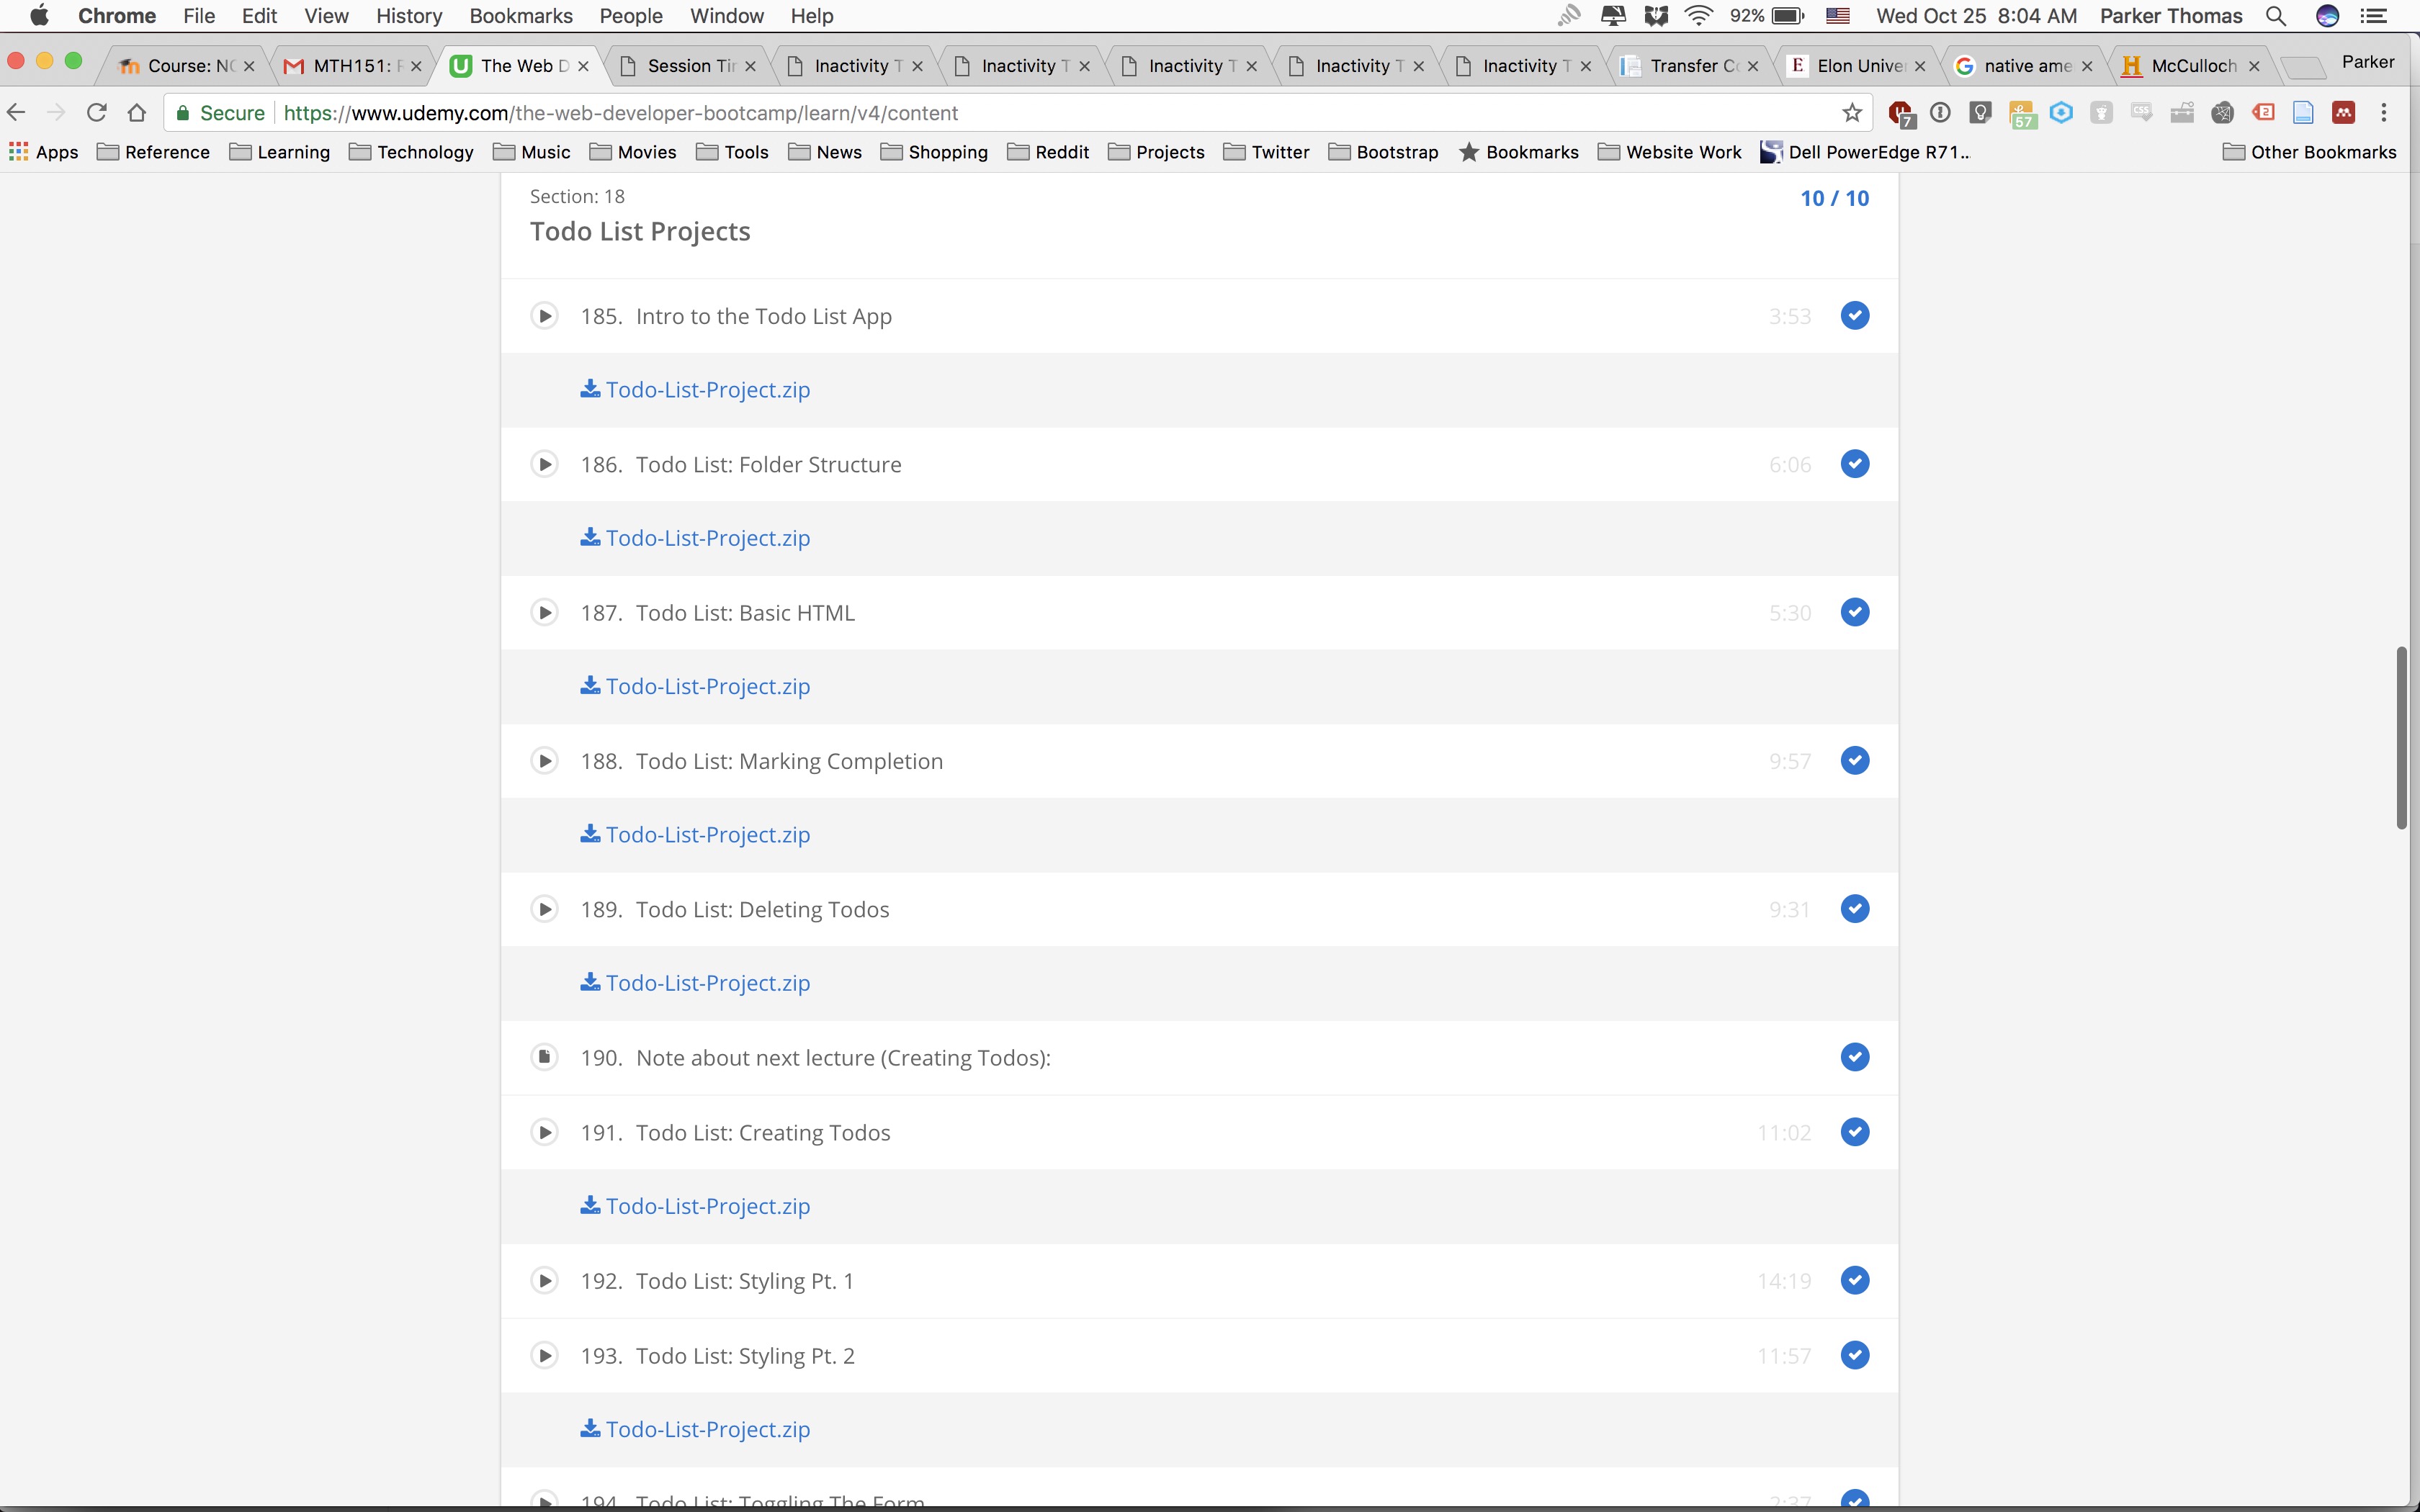 Chrome File Edit View History Bookmarks People Window Help 92% Wed Oct 25 8:04 AM Parker Thomas
Course: NC MTH151: The Web D Session Tir Inactivity T Inactivity T Inactivity T Inactivity T Inactivity T Transfer Co Elon Univer native ame McCulloch Parker
Secure https://www.udemy.com/the-web-developer-bootcamp/learn/v4/content 7 57 CSS 2
Apps Reference Learning Technology Music Movies Tools News Shopping Reddit Projects Twitter Bootstrap Bookmarks Website Work Dell PowerEdge R71... Other Bookmarks
Section: 18 10 / 10
Todo List Projects
185. Intro to the Todo List App 3:53
Todo-List-Project.zip
186. Todo List: Folder Structure 6:06
Todo-List-Project.zip
187. Todo List: Basic HTML 5:30
Todo-List-Project.zip
188. Todo List: Marking Completion 9:57
Todo-List-Project.zip
189. Todo List: Deleting Todos 9:31
Todo-List-Project.zip
190. Note about next lecture (Creating Todos):
191. Todo List: Creating Todos 11:02
Todo-List-Project.zip
192. Todo List: Styling Pt. 1 14:19
193. Todo List: Styling Pt. 2 11:57
Todo-List-Project.zip
194. Todo List: Toggling The Form 2:37